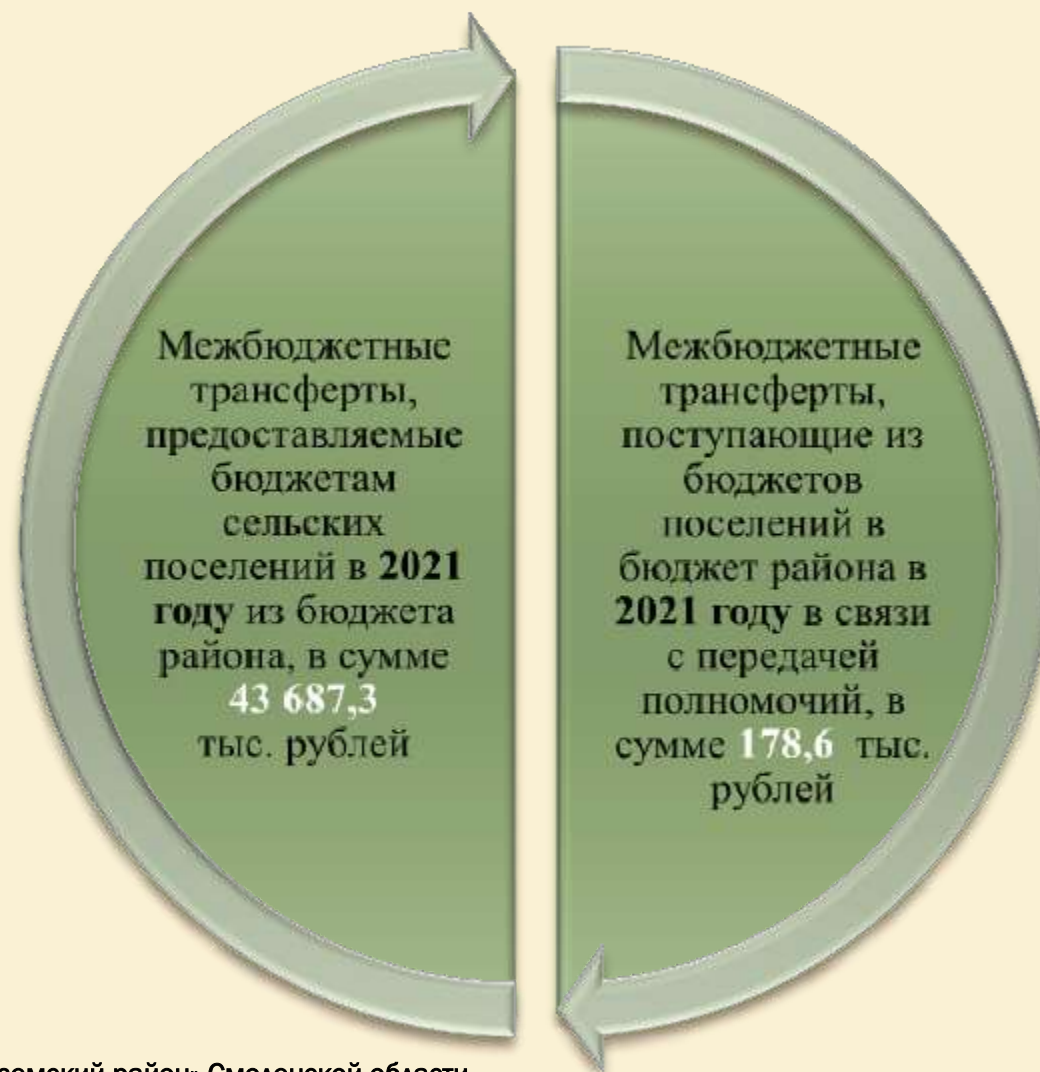 Межбюджетные
трансферты,
предоставляемые
бюджетам
сельских
поселений в 2021
году из бюджета
района, в сумме
43 687,3
тыс. рублей
Межбюджетные
трансферты,
поступающие из
бюджетов
поселений в
бюджет района в
2021 году в связи
с передачей
полномочий, в
сумме 178,6 тыс.
рублей
район» Смоленской области